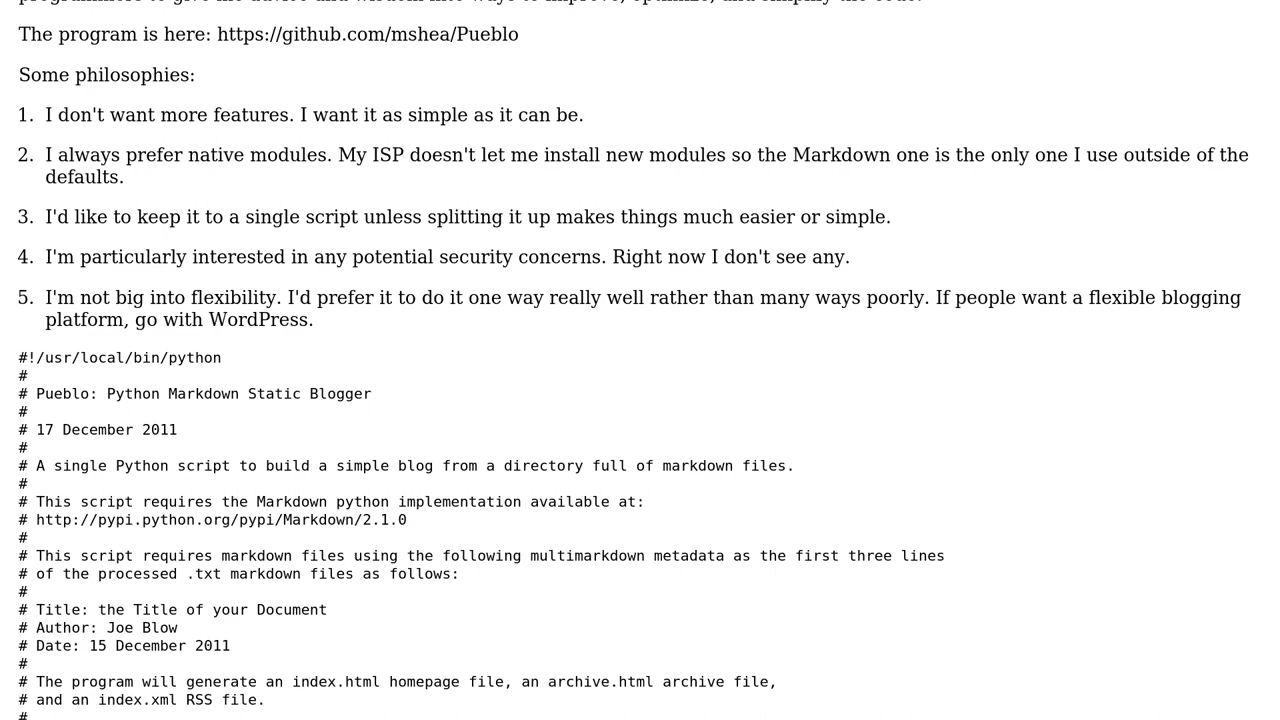 The program is here: https://github.com/mshea/Pueblo
Some philosophies:
1. I don't want more features. I want it as simple as it can be.
2. I always prefer native modules. My ISP doesn't let me install new modules so the Markdown one is the only one I use outside of the
defaults.
3. I'd like to keep it to a single script unless splitting it up makes things much easier or simple.
4. I'm particularly interested in any potential security concerns. Right now I don't see any.
5. I'm not big into flexibility. I'd prefer it to do it one way really well rather than many ways poorly. If people want a flexible blogging
platform, go with WordPress.
#!/usr/local/bin/python
#
# Pueblo: Python Markdown Static Blogger
#
# 17 December 2011
#
# A single Python script to build a simple blog from a directory full of markdown files.
#
# This script requires the Markdown python implementation available at:
# http://pypi.python.org/pypi/Markdown/2.1.0
#
# This script requires markdown files using the following multimarkdown metadata as the first three lines
# of the processed .txt markdown files as follows:
#
# Title: the Title of your Document
# Author: Joe Blow
# Date: 15 December 2011
#
# The program will generate an index.html homepage file, an archive.html archive file,
# and an index.xml RSS file.
#